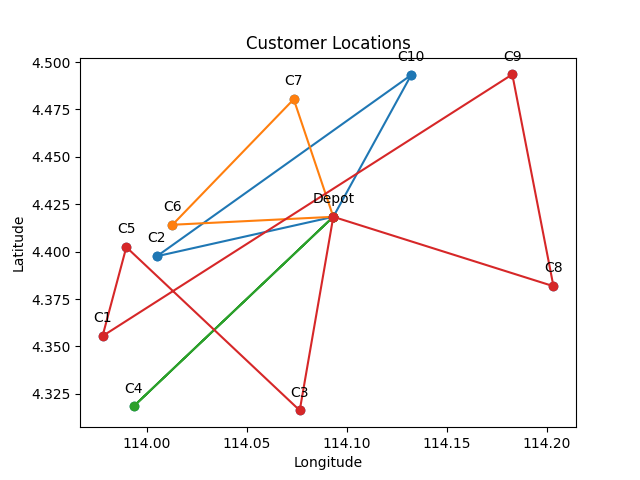 Customer Locations
C10
C9
4.500
C7
4.475
4.450
C6
Depot
4.425
C5
C2
4.400
C8
4.375
C1
4.350
C4
C3
4.325
114.00
114.05
114.10
114.15
114.20
Longitude
Latitude